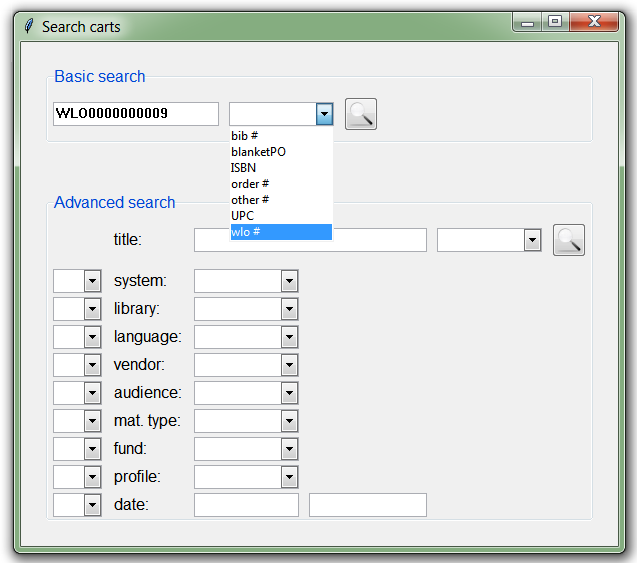 Search carts
Basic search
WLO0000000009
bib #
blanketPO
ISBN
order #
other #
UPC
wlo #
Advanced search
title:
system:
library:
language:
vendor:
audience:
mat. type:
fund:
profile:
date: